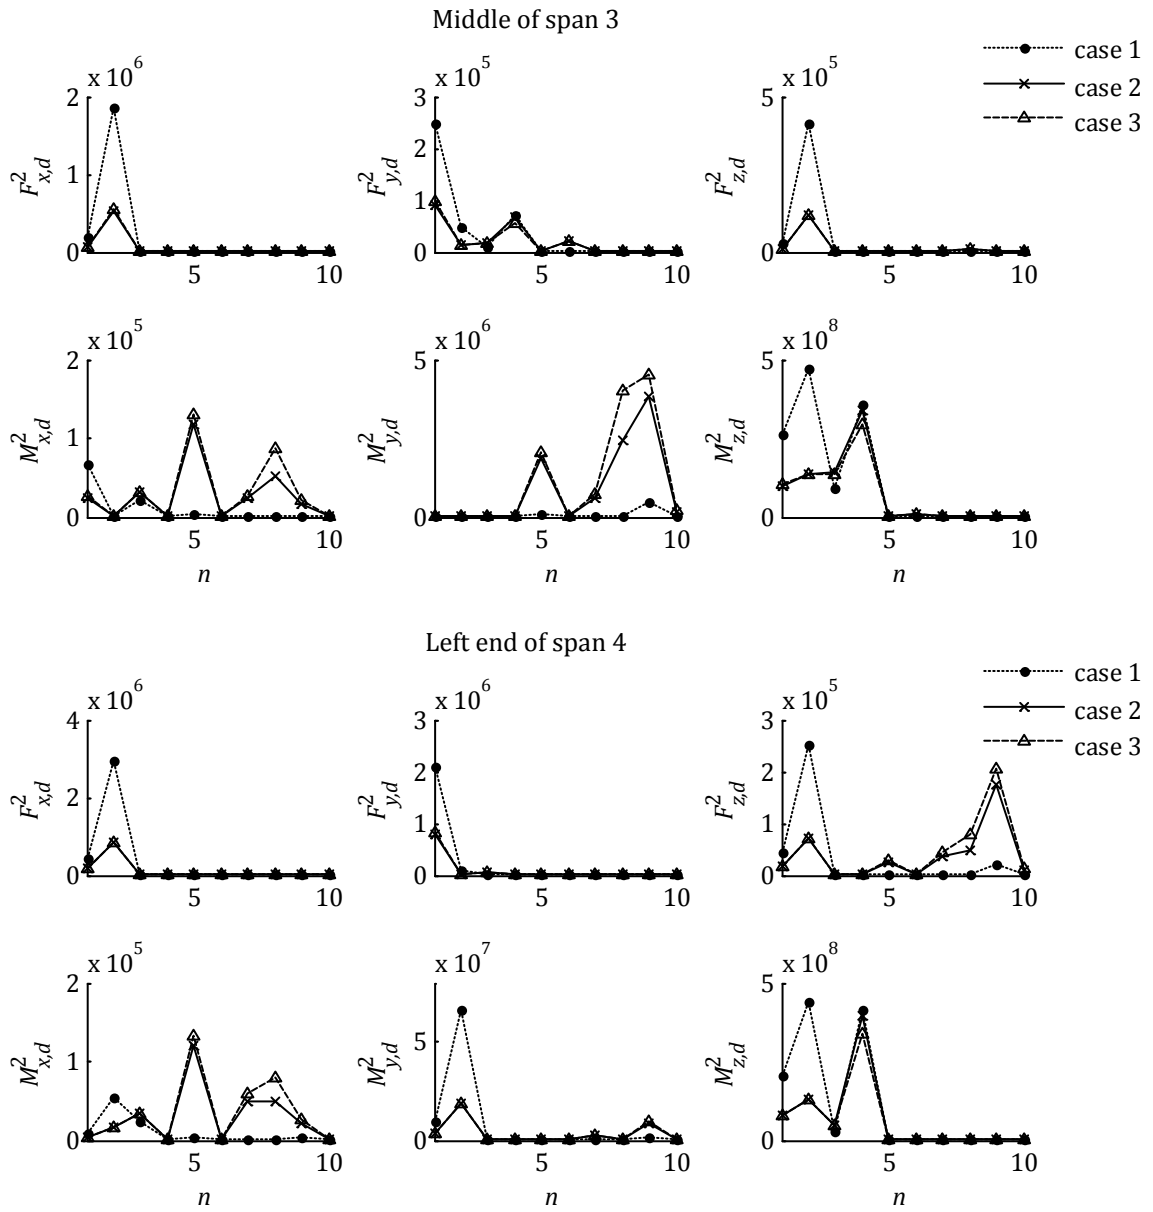 Middle of span 3
case 1
case 2
case 3
x 10^6
x 10^5
x 10^5
2
1
0
F^2_{x,d}
5
10
3
2
1
0
F^2_{y,d}
5
10
5
0
F^2_{z,d}
5
10
x 10^5
x 10^6
x 10^8
2
1
0
M^2_{x,d}
5
10
n
5
0
M^2_{y,d}
5
10
n
5
0
M^2_{z,d}
5
10
n
Left end of span 4
case 1
case 2
case 3
x 10^6
x 10^6
x 10^5
4
2
0
F^2_{x,d}
5
10
3
2
1
0
F^2_{y,d}
5
10
3
2
1
0
F^2_{z,d}
5
10
x 10^5
x 10^7
x 10^8
2
1
0
M^2_{x,d}
5
10
n
5
0
M^2_{y,d}
5
10
n
5
0
M^2_{z,d}
5
10
n